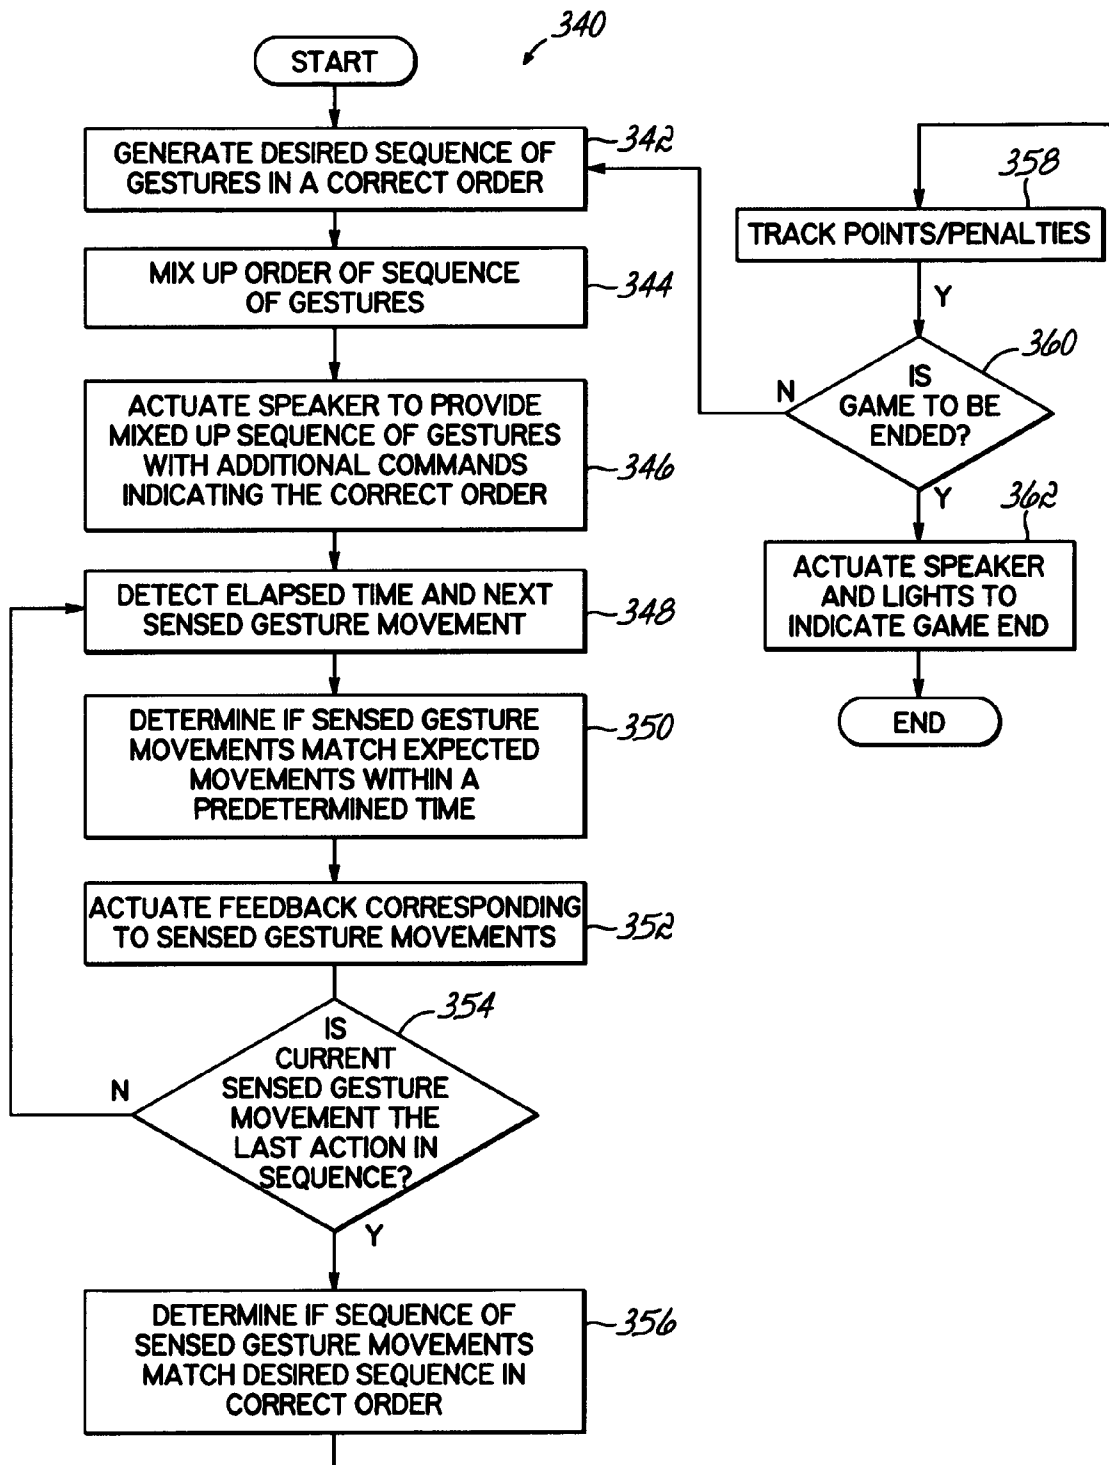 340
START
GENERATE DESIRED SEQUENCE OF
GESTURES IN A CORRECT ORDER
342
MIX UP ORDER OF SEQUENCE
OF GESTURES
344
ACTUATE SPEAKER TO PROVIDE
MIXED UP SEQUENCE OF GESTURES
WITH ADDITIONAL COMMANDS
INDICATING THE CORRECT ORDER
346
DETECT ELAPSED TIME AND NEXT
SENSED GESTURE MOVEMENT
348
DETERMINE IF SENSED GESTURE
MOVEMENTS MATCH EXPECTED
MOVEMENTS WITHIN A
PREDETERMINED TIME
350
ACTUATE FEEDBACK CORRESPONDING
TO SENSED GESTURE MOVEMENTS
352
354
IS
CURRENT
SENSED GESTURE
MOVEMENT THE
LAST ACTION IN
SEQUENCE?
N
Y
DETERMINE IF SEQUENCE OF
SENSED GESTURE MOVEMENTS
MATCH DESIRED SEQUENCE IN
CORRECT ORDER
356
358
TRACK POINTS/PENALTIES
Y
360
IS
GAME TO BE
ENDED?
N
Y
362
ACTUATE SPEAKER
AND LIGHTS TO
INDICATE GAME END
END